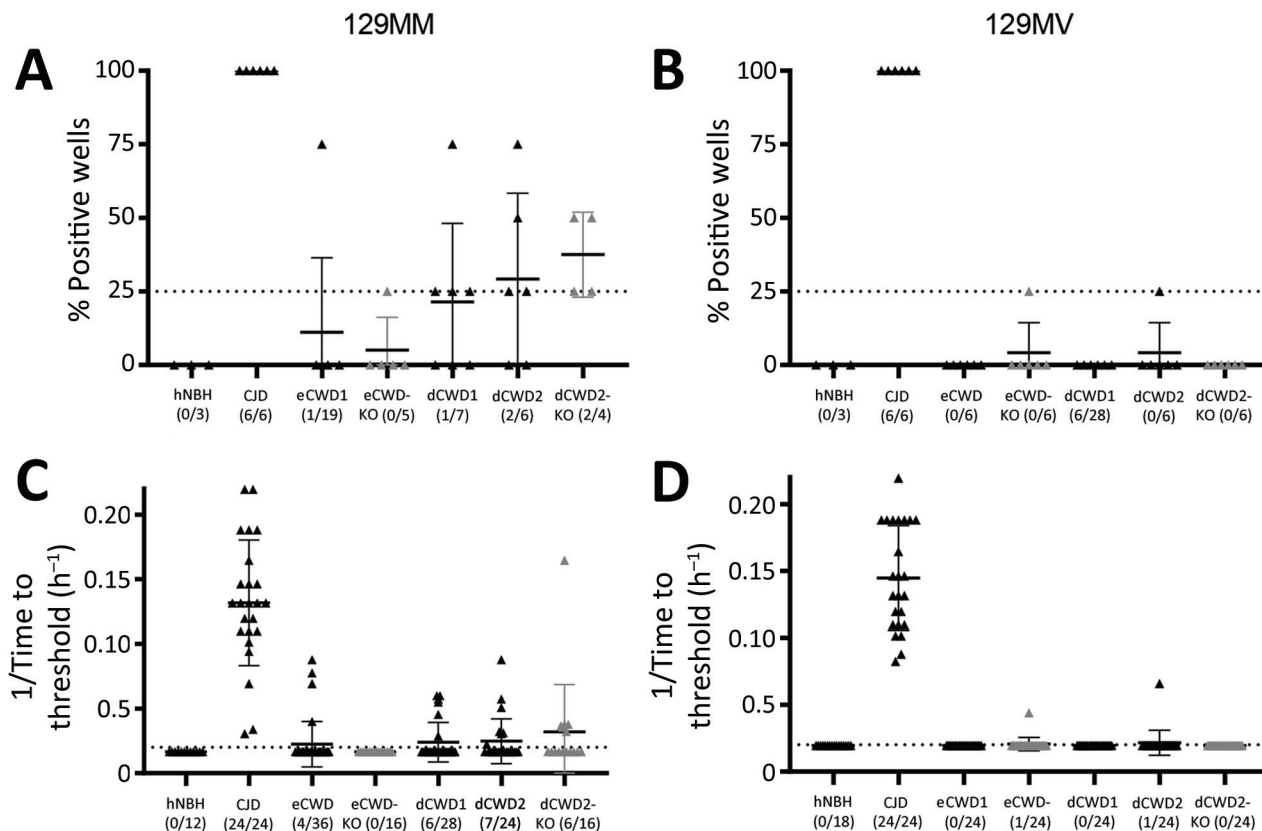 129MM
129MV
A
% Positive wells
100
75
50
25
0
hNBH
(0/3)
CJD
(6/6)
eCWD1
(1/19)
eCWD-
KO (0/5)
dCWD1
(1/7)
dCWD2
(2/6)
dCWD2-
KO (2/4)
B
% Positive wells
100
75
50
25
0
hNBH
(0/3)
CJD
(6/6)
eCWD
(0/6)
eCWD-
KO (0/6)
dCWD1
(6/28)
dCWD2
(0/6)
dCWD2-
KO (0/6)
C
1/Time to
threshold (h⁻¹)
0.20
0.15
0.10
0.5
0
hNBH
(0/12)
CJD
(24/24)
eCWD
(4/36)
eCWD-
KO (0/16)
dCWD1
(6/28)
dCWD2
(7/24)
dCWD2-
KO (6/16)
D
1/Time to
threshold (h⁻¹)
0.20
0.15
0.10
0.5
0
hNBH
(0/18)
CJD
(24/24)
eCWD1
(0/24)
eCWD-
KO (1/24)
dCWD1
(0/24)
dCWD2
(1/24)
dCWD2-
KO (0/24)